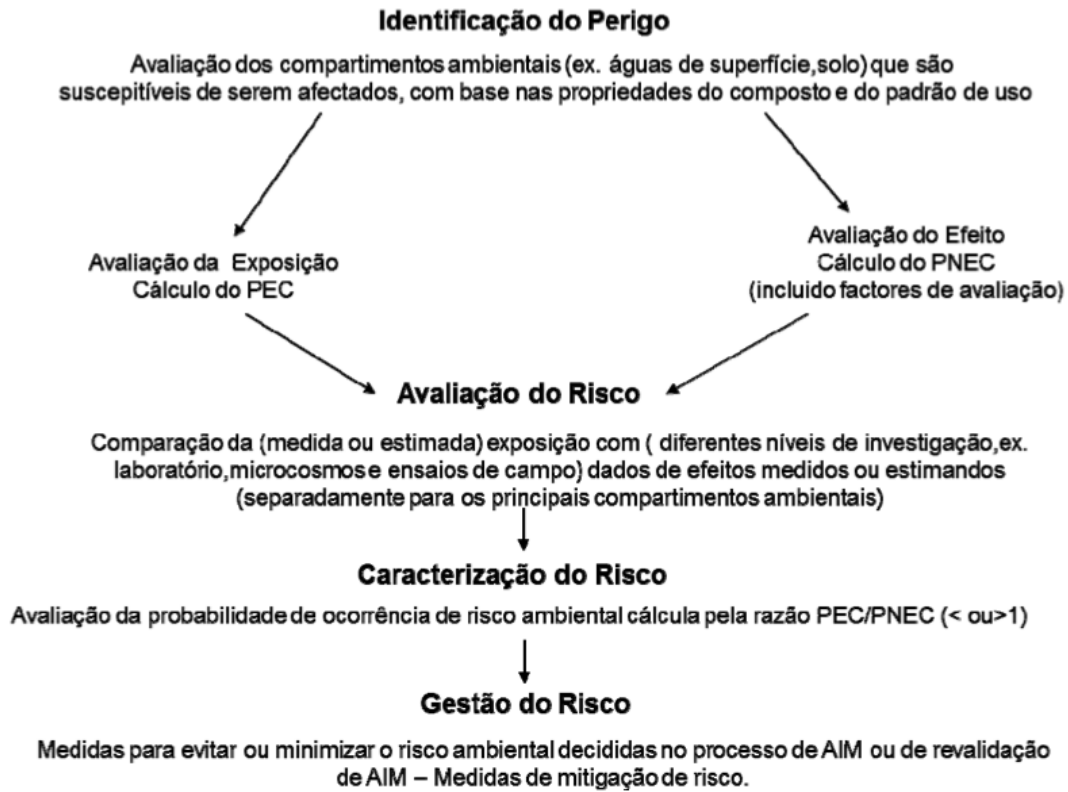 Identificação do Perigo
Avaliação dos compartimentos ambientais (ex. águas de superfície,solo) que são
suscepitíveis de serem afectados, com base nas propriedades do composto e do padrão de uso
Avaliação da Exposição
Cálculo do PEC
Avaliação do Efeito
Cálculo do PNEC
(incluido factores de avaliação)
Avaliação do Risco
Comparação da (medida ou estimada) exposição com ( diferentes níveis de investigação,ex.
laboratório,microcosmos e ensaios de campo) dados de efeitos medidos ou estimandos
(separadamente para os principais compartimentos ambientais)
Caracterização do Risco
Avaliação da probabilidade de ocorrência de risco ambiental cálcula pela razão PEC/PNEC (< ou>1)
Gestão do Risco
Medidas para evitar ou minimizar o risco ambiental decididas no processo de AIM ou de revalidação
de AIM – Medidas de mitigação de risco.